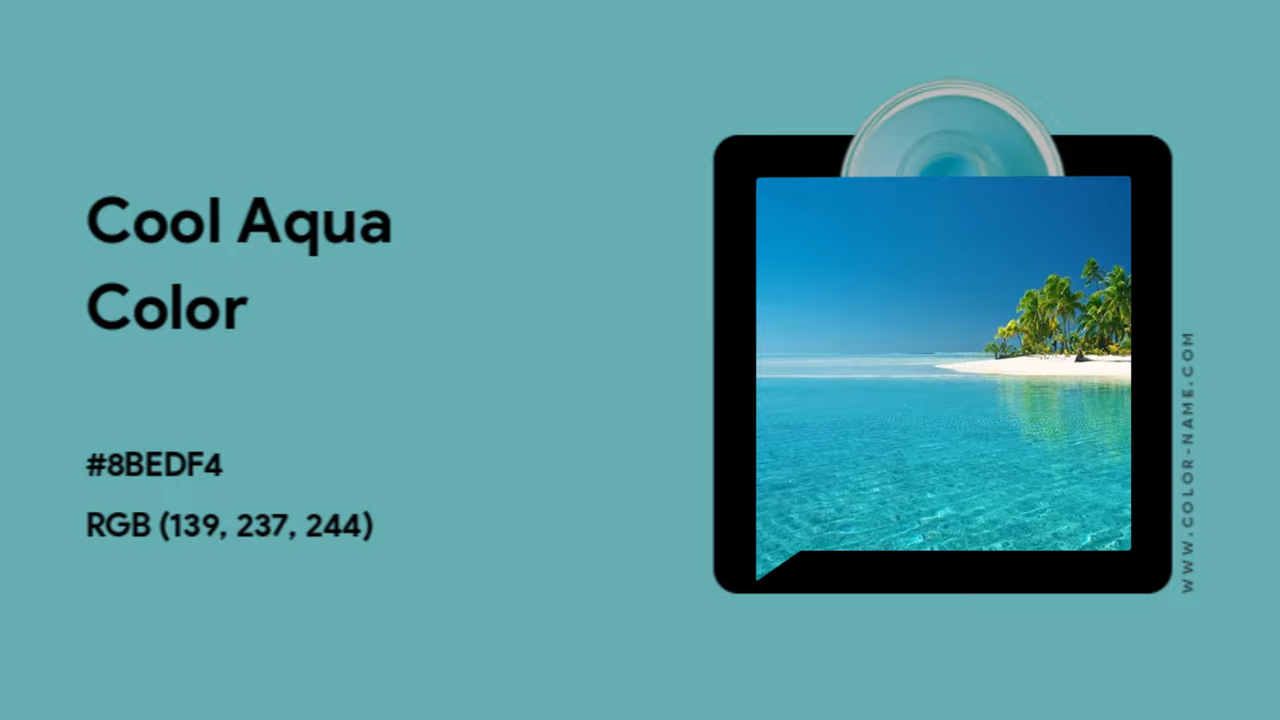 Cool Aqua
Color
#8BEDF4
RGB (139, 237, 244)
WWW.COLOR-NAME.COM